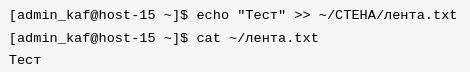 [admin_kaf@host-15 ~]$ echo "Тест" >> ~/СТЕНА/лента.txt
[admin_kaf@host-15 ~]$ cat ~/лента.txt
Тест